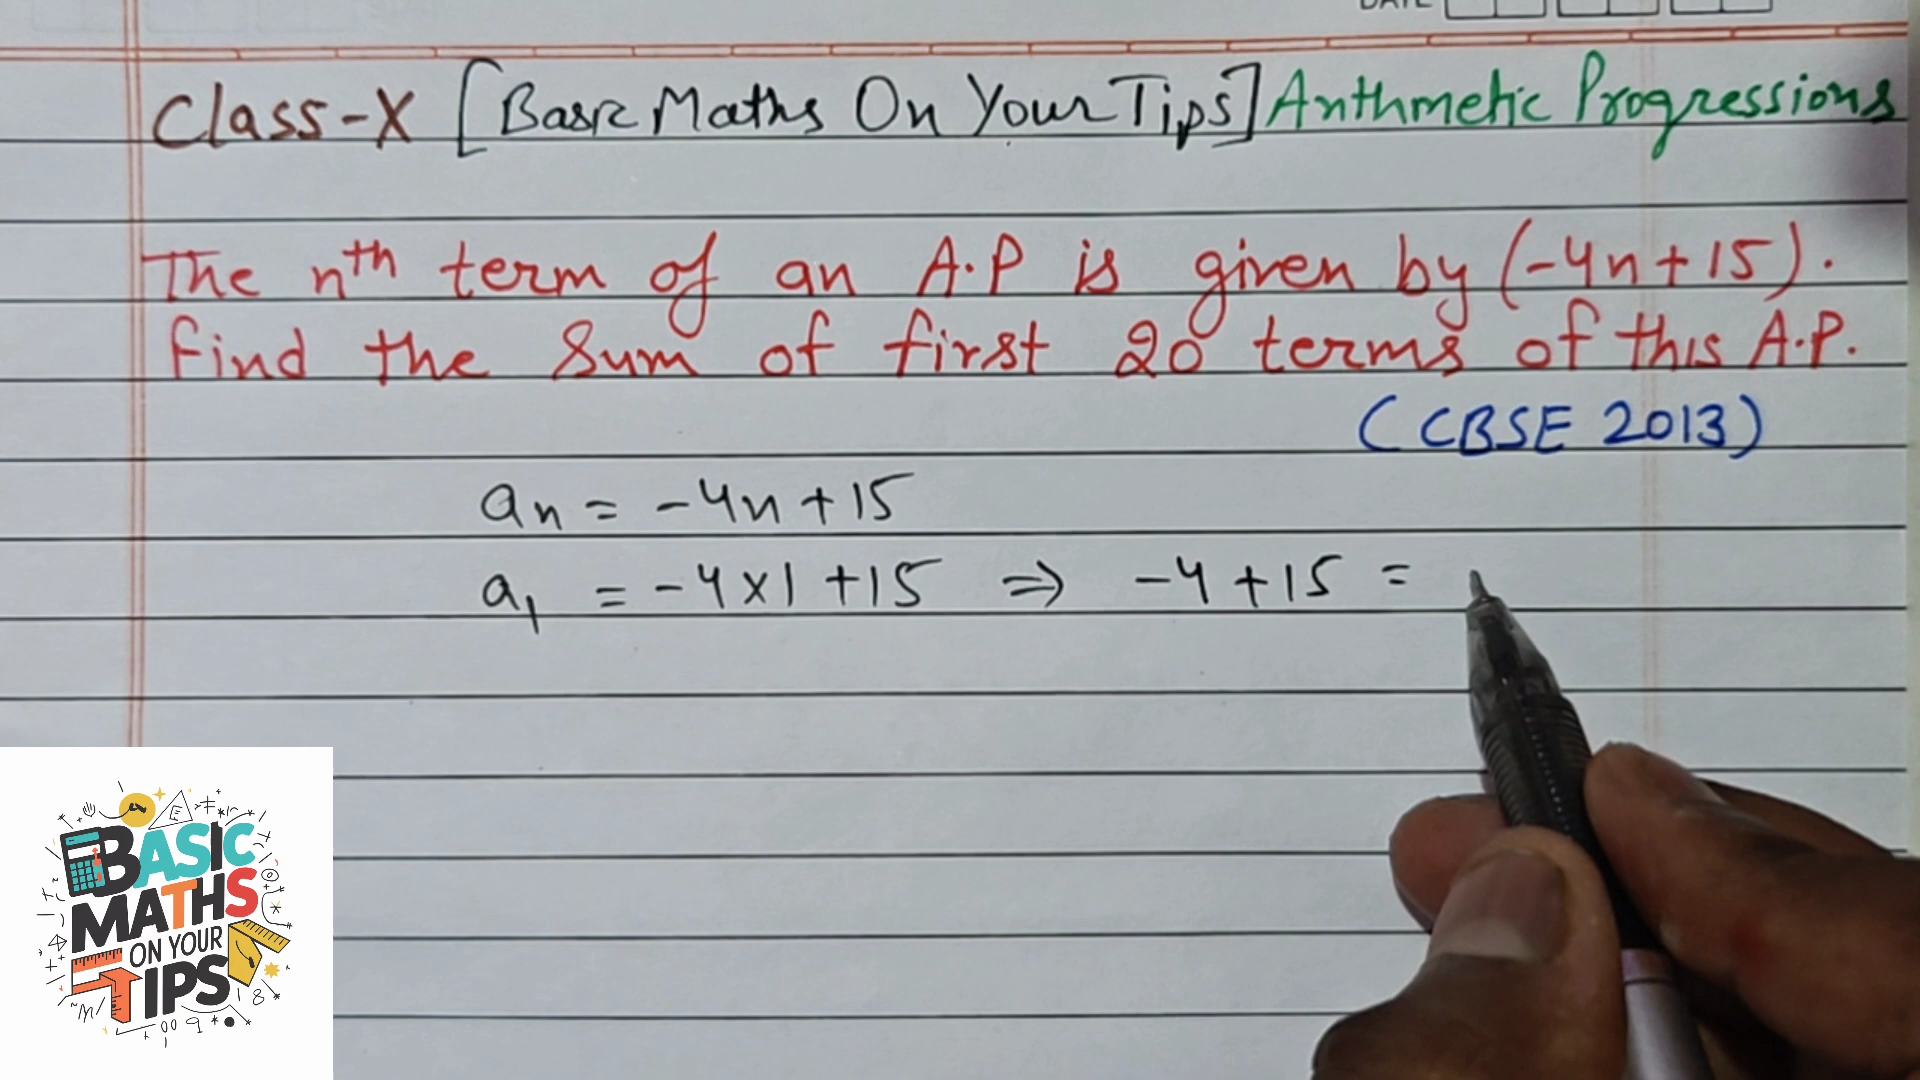 DATE
Class-X [Basic Maths On Your Tips] Arithmetic Progressions
The nth term of an A.P is given by (-4n+15).
Find the Sum of first 20 terms of this A.P.
(CBSE 2013)
an = -4n+15
a1 = -4×1+15 ⇒ -4+15 =
BASIC
MATHS
ON YOUR
TIPS